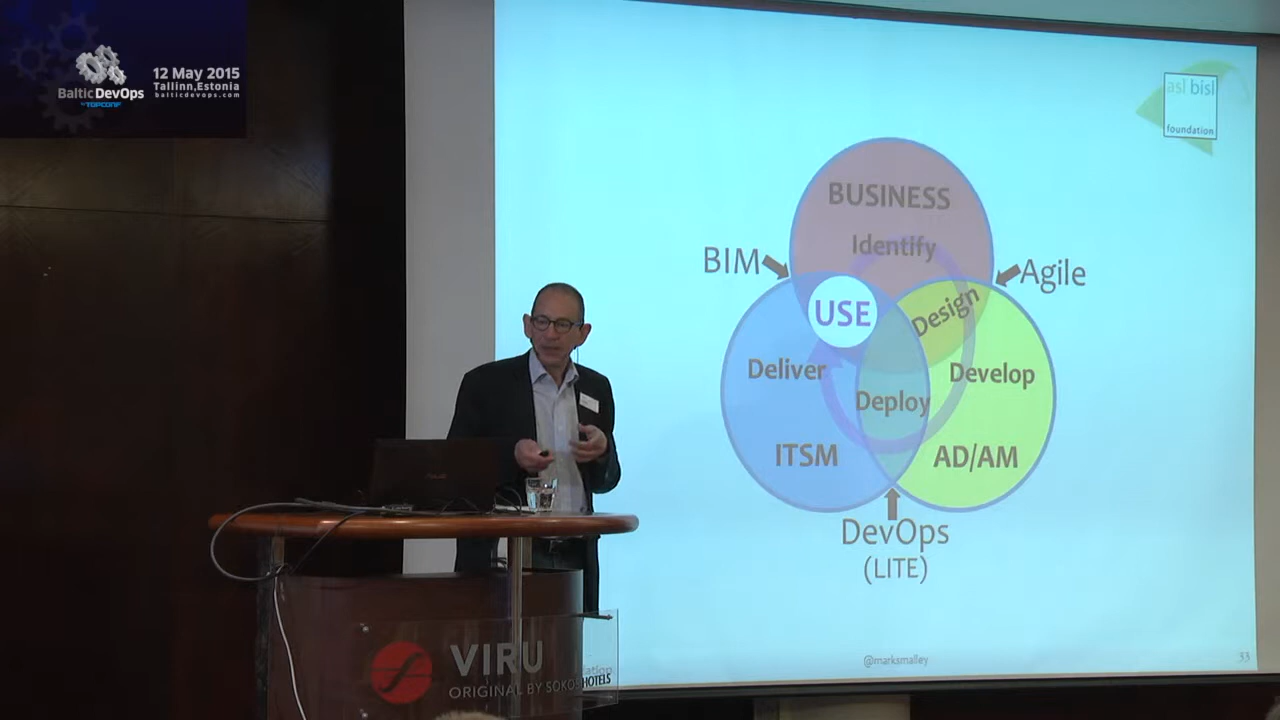 12 May 2015
Tallinn,Estonia
balticdevops.com
BalticDevOps
by TOPCONF
asl bisl
foundation
BUSINESS
Identify
BIM
Agile
USE
Design
Deliver
Develop
Deploy
ITSM
AD/AM
DevOps
(LITE)
@marksmalley
33
VIRU
ORIGINAL BY SOKOS HOTELS